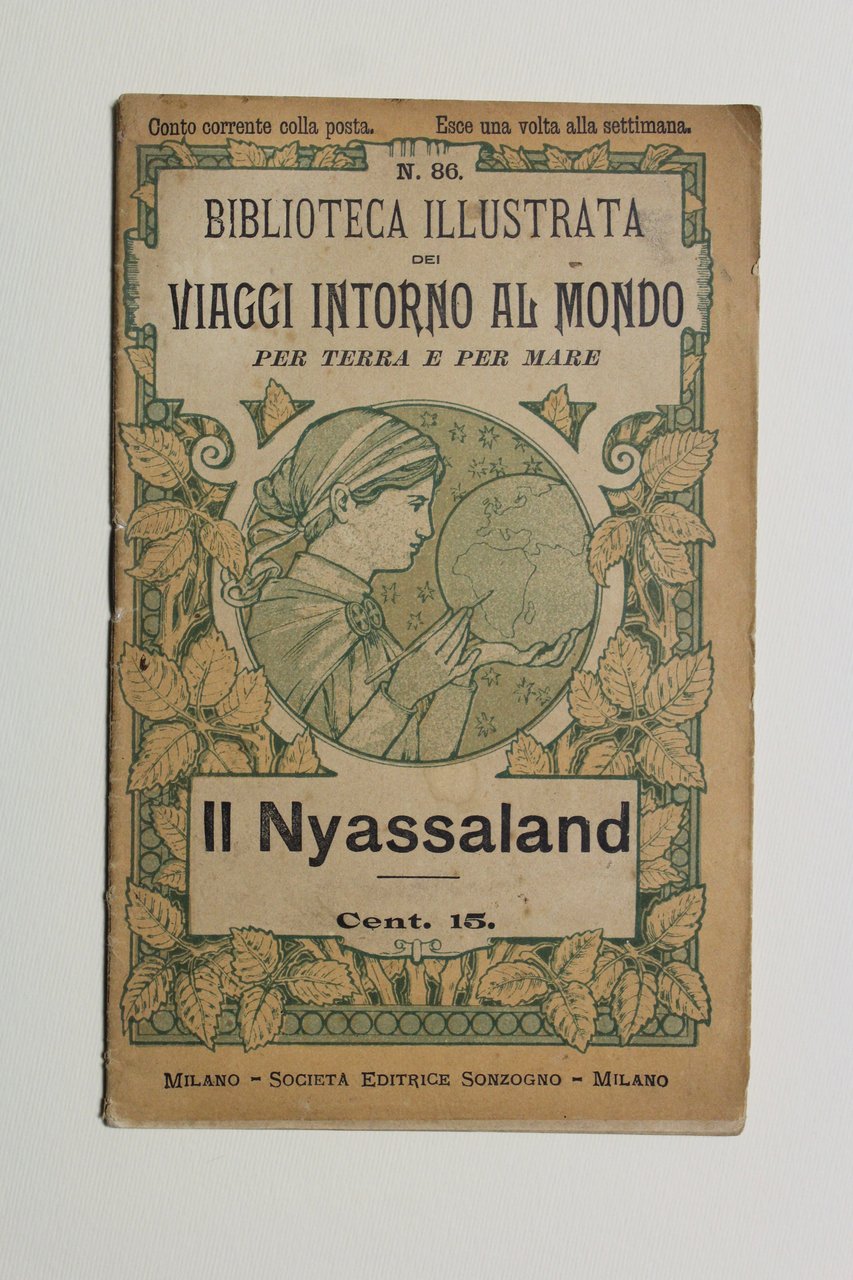 Conto corrente colla posta. Esce una volta alla settimana.
N. 86.
BIBLIOTECA ILLUSTRATA
DEI
VIAGGI INTORNO AL MONDO
PER TERRA E PER MARE
Il Nyassaland
Cent. 15.
MILANO - SOCIETÀ EDITRICE SONZOGNO - MILANO